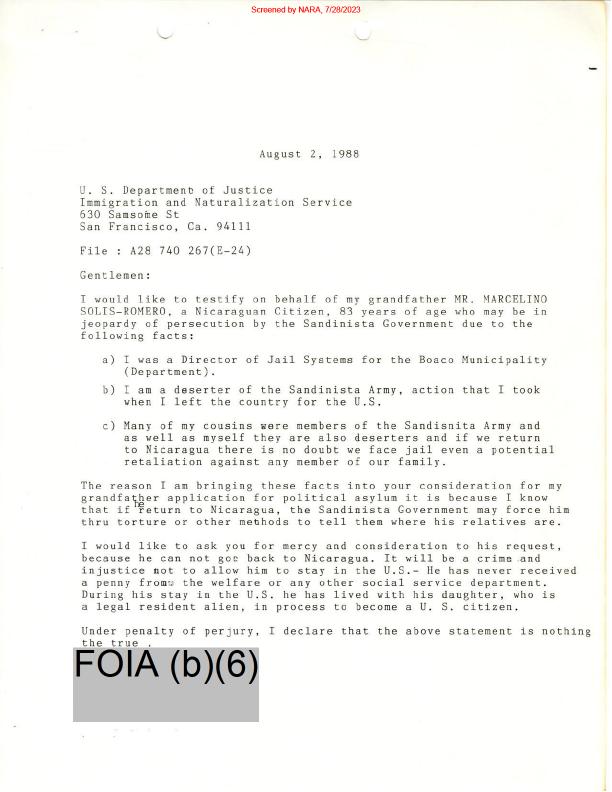 Screened by NARA, 7/28/2023
August 2, 1988
U. S. Department of Justice
Immigration and Naturalization Service
630 Samsome St
San Francisco, Ca. 94111
File : A28 740 267(E-24)
Gentlemen:
I would like to testify on behalf of my grandfather MR. MARCELINO
SOLIS-ROMERO, a Nicaraguan Citizen, 83 years of age who may be in
jeopardy of persecution by the Sandinista Government due to the
following facts:
a) I was a Director of Jail Systems for the Boaco Municipality
(Department).
b) I am a deserter of the Sandinista Army, action that I took
when I left the country for the U.S.
c) Many of my cousins were members of the Sandisnita Army and
as well as myself they are also deserters and if we return
to Nicaragua there is no doubt we face jail even a potential
retaliation against any member of our family.
The reason I am bringing these facts into your consideration for my
grandfather application for political asylum it is because I know
that if he return to Nicaragua, the Sandinista Government may force him
thru torture or other methods to tell them where his relatives are.
I would like to ask you for mercy and consideration to his request,
because he can not goe back to Nicaragua. It will be a crime and
injustice not to allow him to stay in the U.S.- He has never received
a penny from the welfare or any other social service department.
During his stay in the U.S. he has lived with his daughter, who is
a legal resident alien, in process to become a U. S. citizen.
Under penalty of perjury, I declare that the above statement is nothing
the true .
FOIA (b)(6)